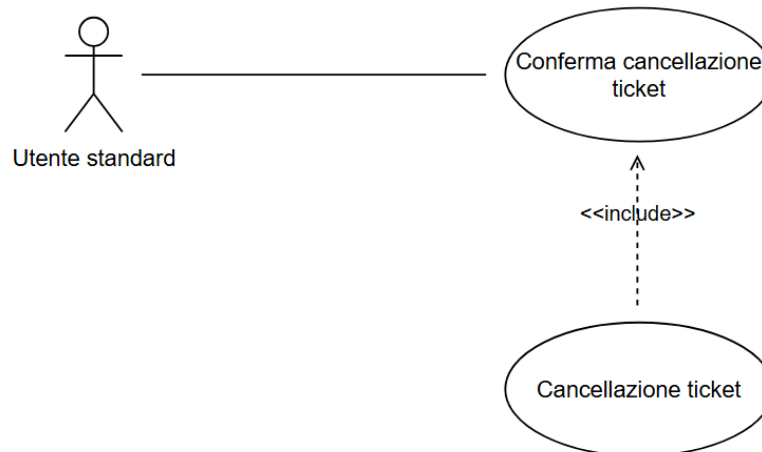 Conferma cancellazione
ticket
Utente standard
<<include>>
Cancellazione ticket